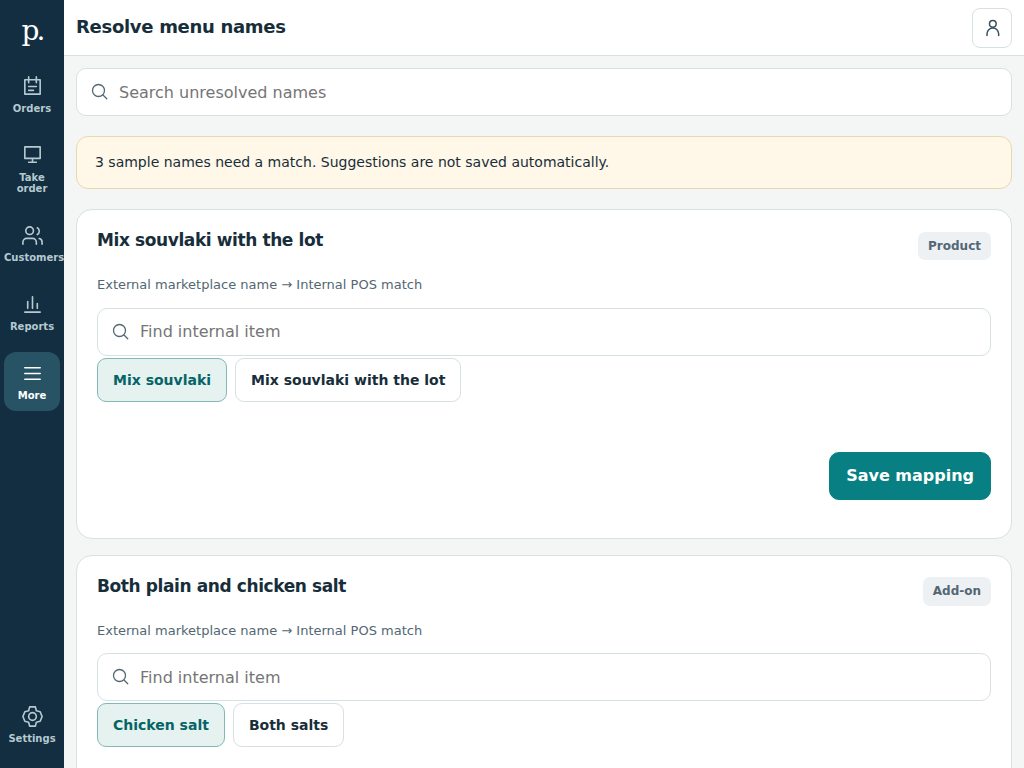 p.
Resolve menu names
Orders
Take
order
Customers
Reports
More
Settings
Search unresolved names
3 sample names need a match. Suggestions are not saved automatically.
Mix souvlaki with the lot
Product
External marketplace name → Internal POS match
Find internal item
Mix souvlaki
Mix souvlaki with the lot
Save mapping
Both plain and chicken salt
Add-on
External marketplace name → Internal POS match
Find internal item
Chicken salt
Both salts